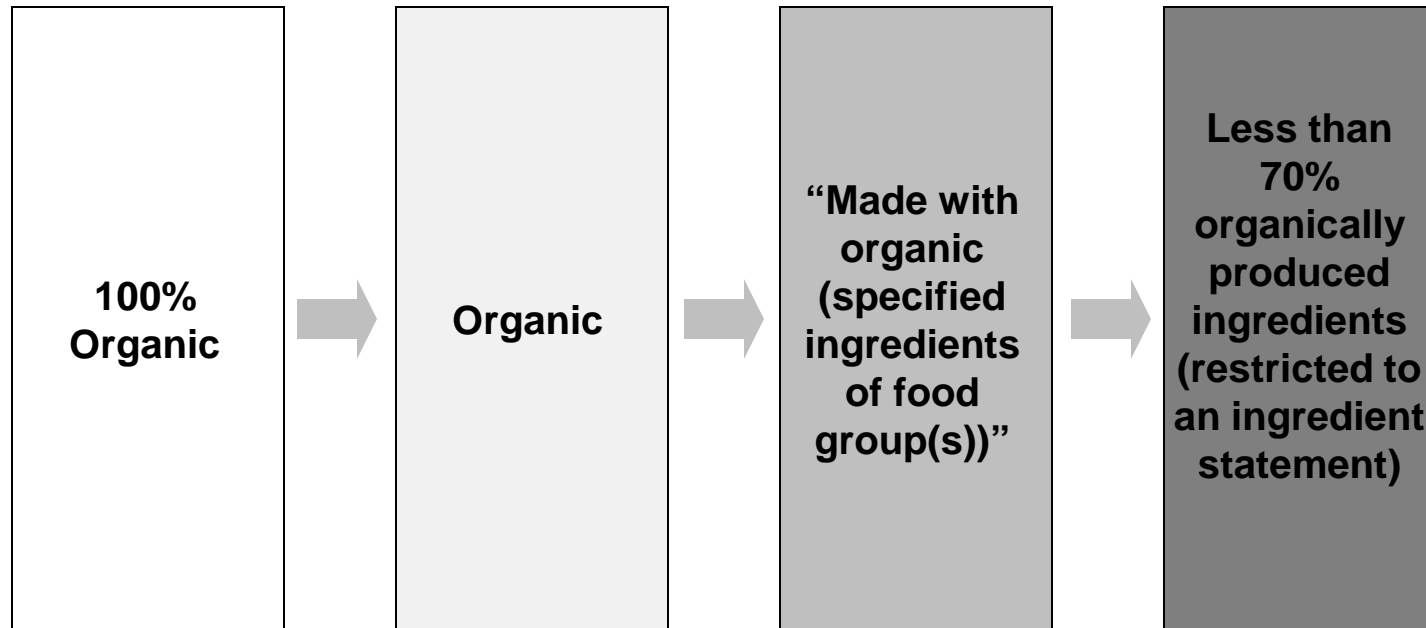 100%
Organic
Organic
“Made with
organic
(specified
ingredients
of food
group(s))”
Less than
70%
organically
produced
ingredients
(restricted to
an ingredient
statement)